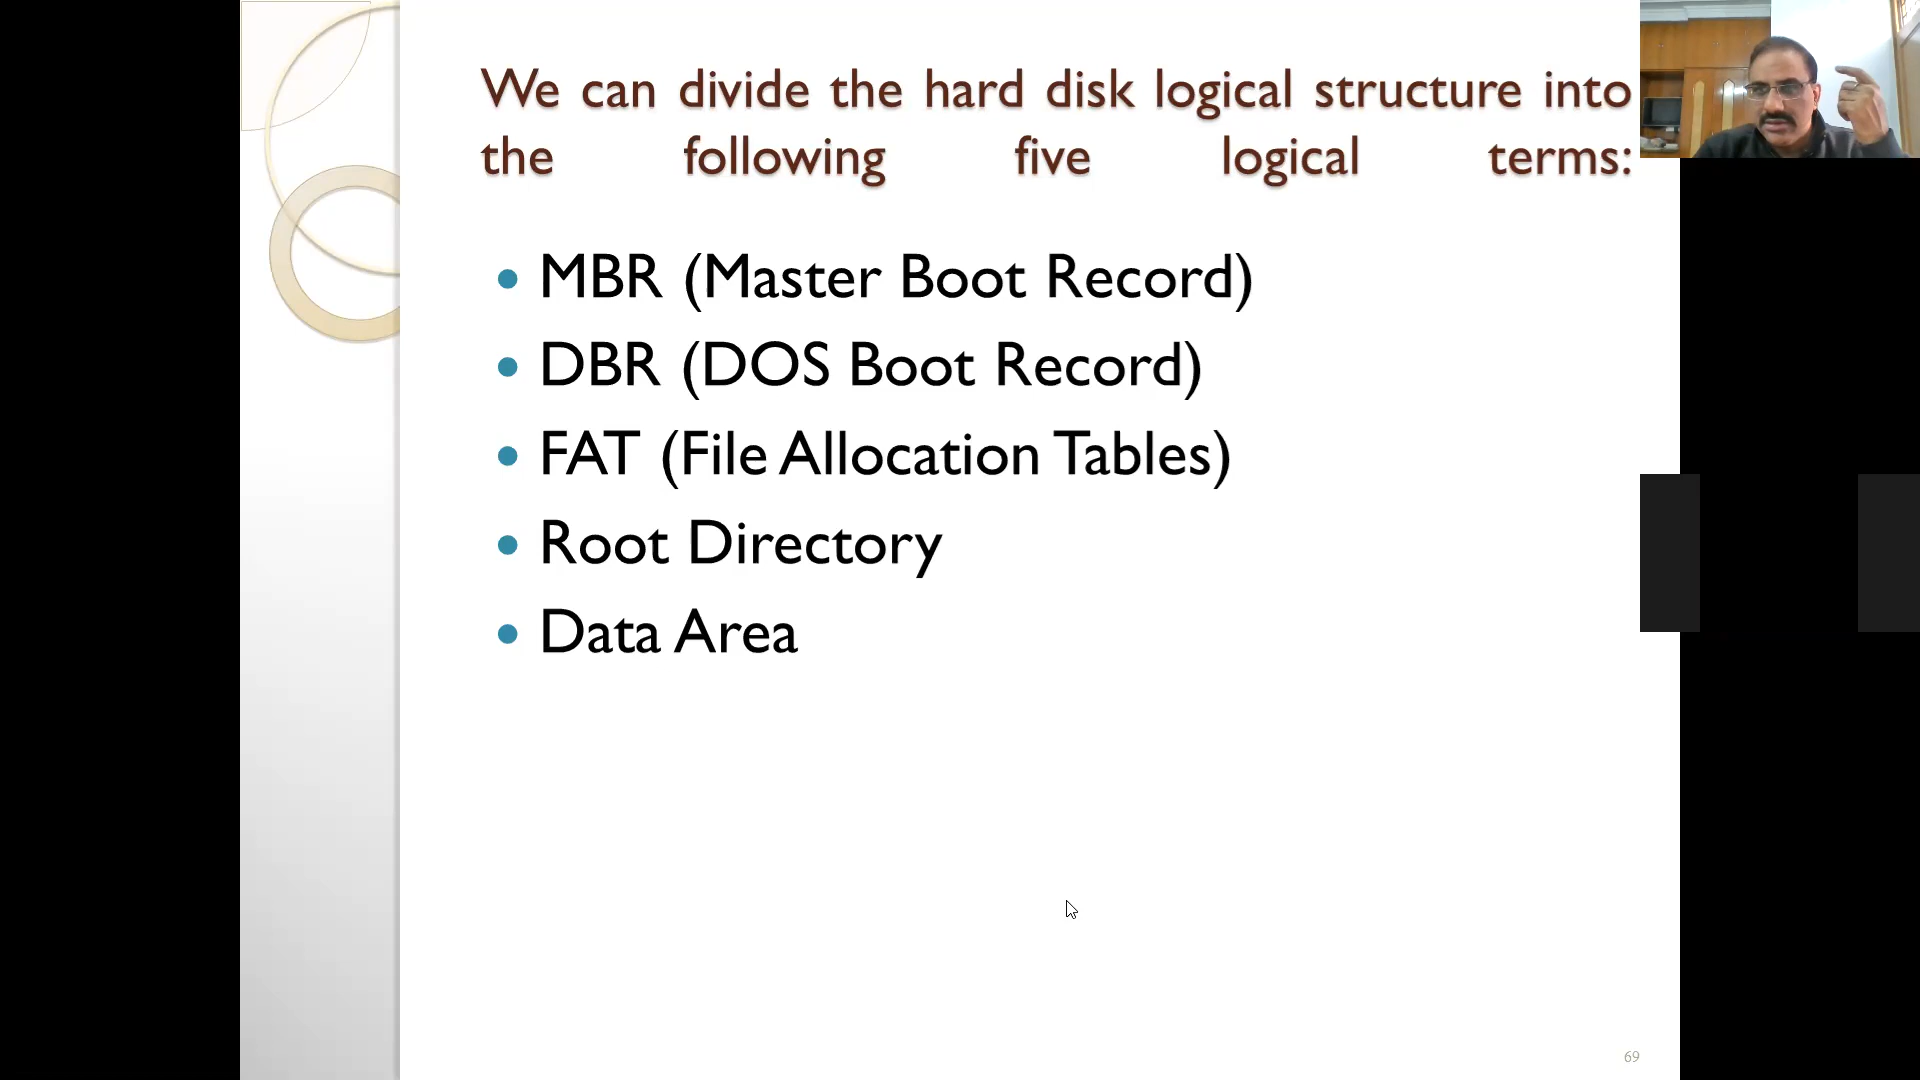 We can divide the hard disk logical structure into
the following five logical terms:
• MBR (Master Boot Record)
• DBR (DOS Boot Record)
• FAT (File Allocation Tables)
• Root Directory
• Data Area
69